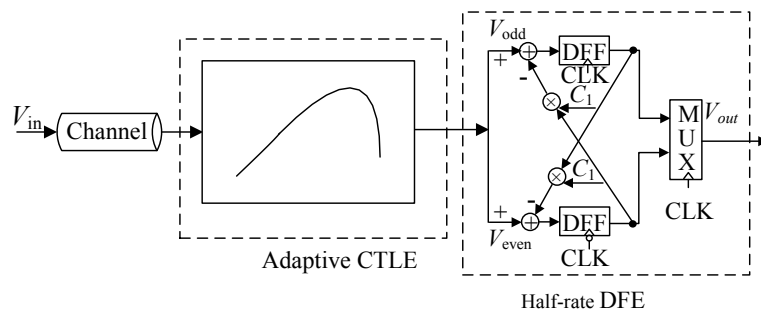 V_in
Channel
Adaptive CTLE
V_odd
+
+
-
DFF
CLK
×
C_1
×
C_1
-
+
+
V_even
DFF
CLK
M
U
X
V_out
CLK
Half-rate DFE